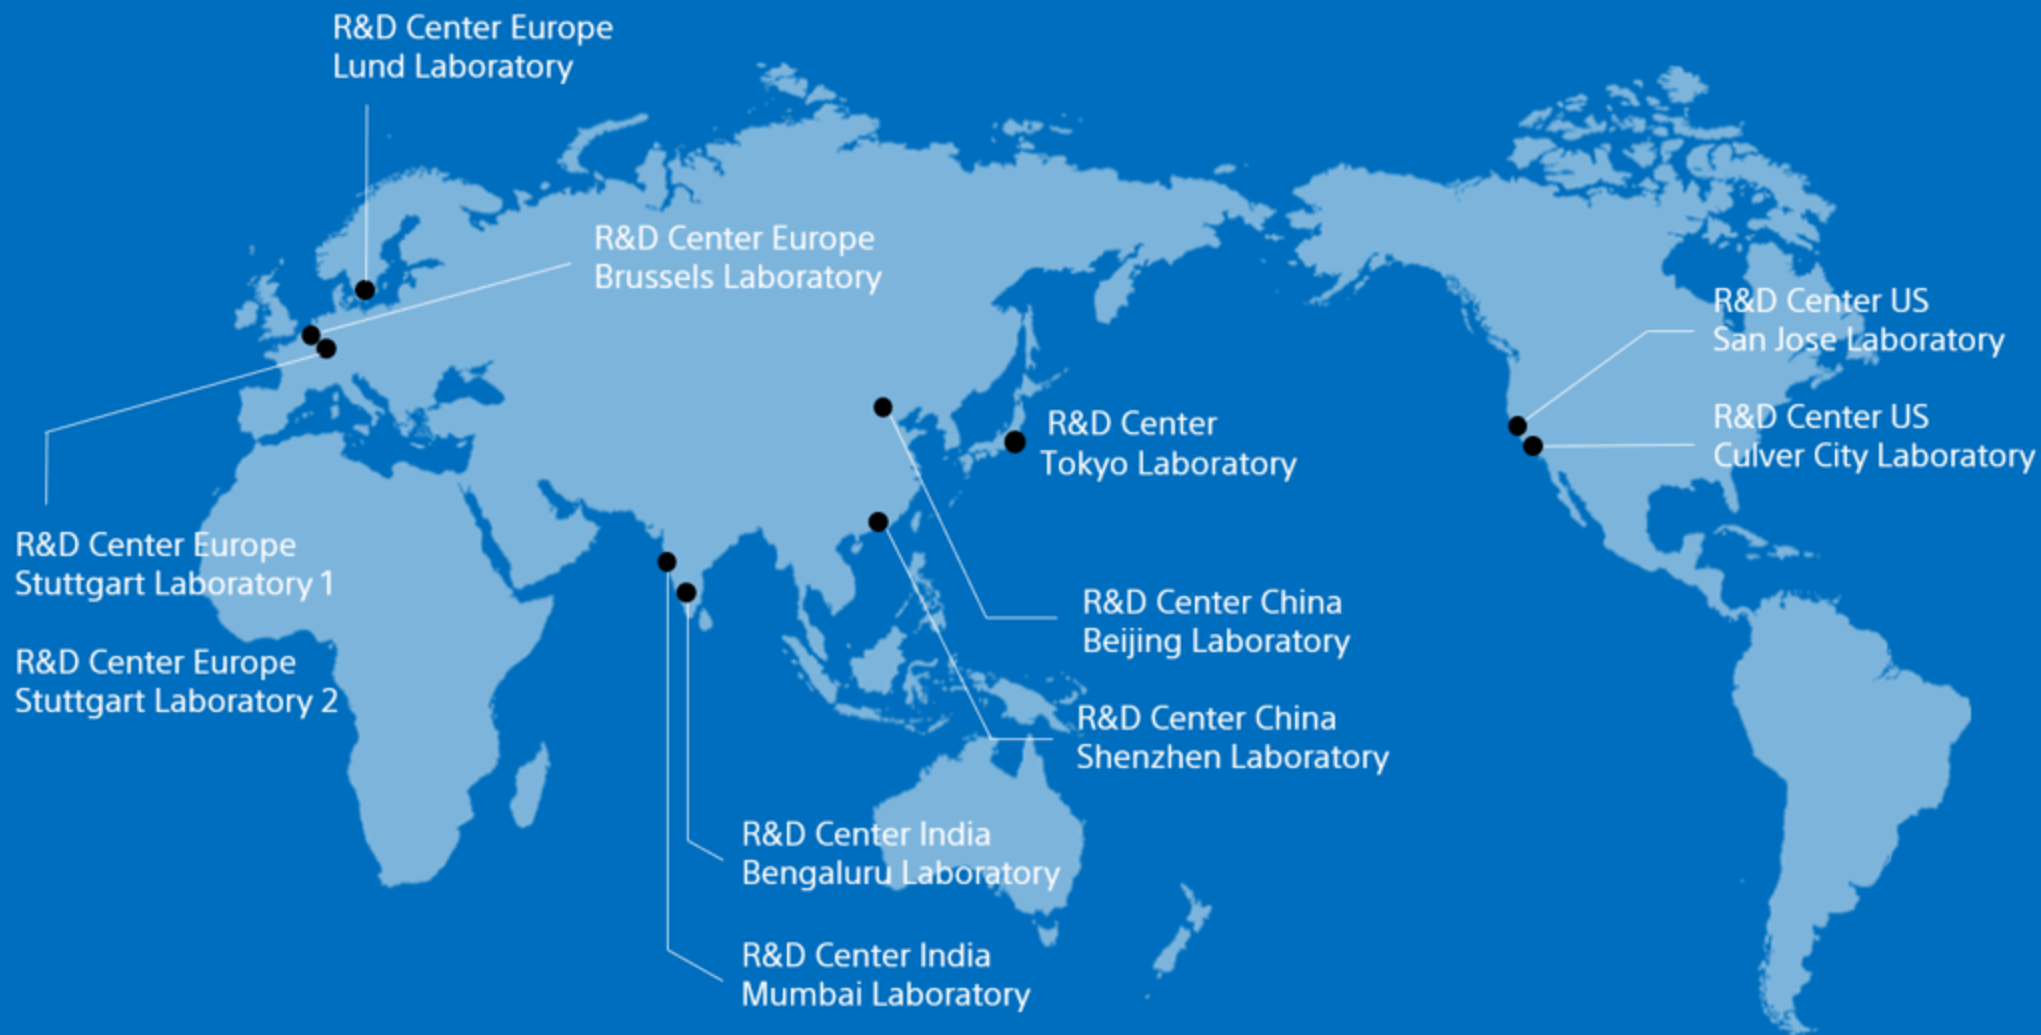 R&D Center Europe
Lund Laboratory
R&D Center Europe
Brussels Laboratory
R&D Center US
San Jose Laboratory
R&D Center US
Culver City Laboratory
R&D Center
Tokyo Laboratory
R&D Center Europe
Stuttgart Laboratory 1
R&D Center Europe
Stuttgart Laboratory 2
R&D Center China
Beijing Laboratory
R&D Center China
Shenzhen Laboratory
R&D Center India
Bengaluru Laboratory
R&D Center India
Mumbai Laboratory